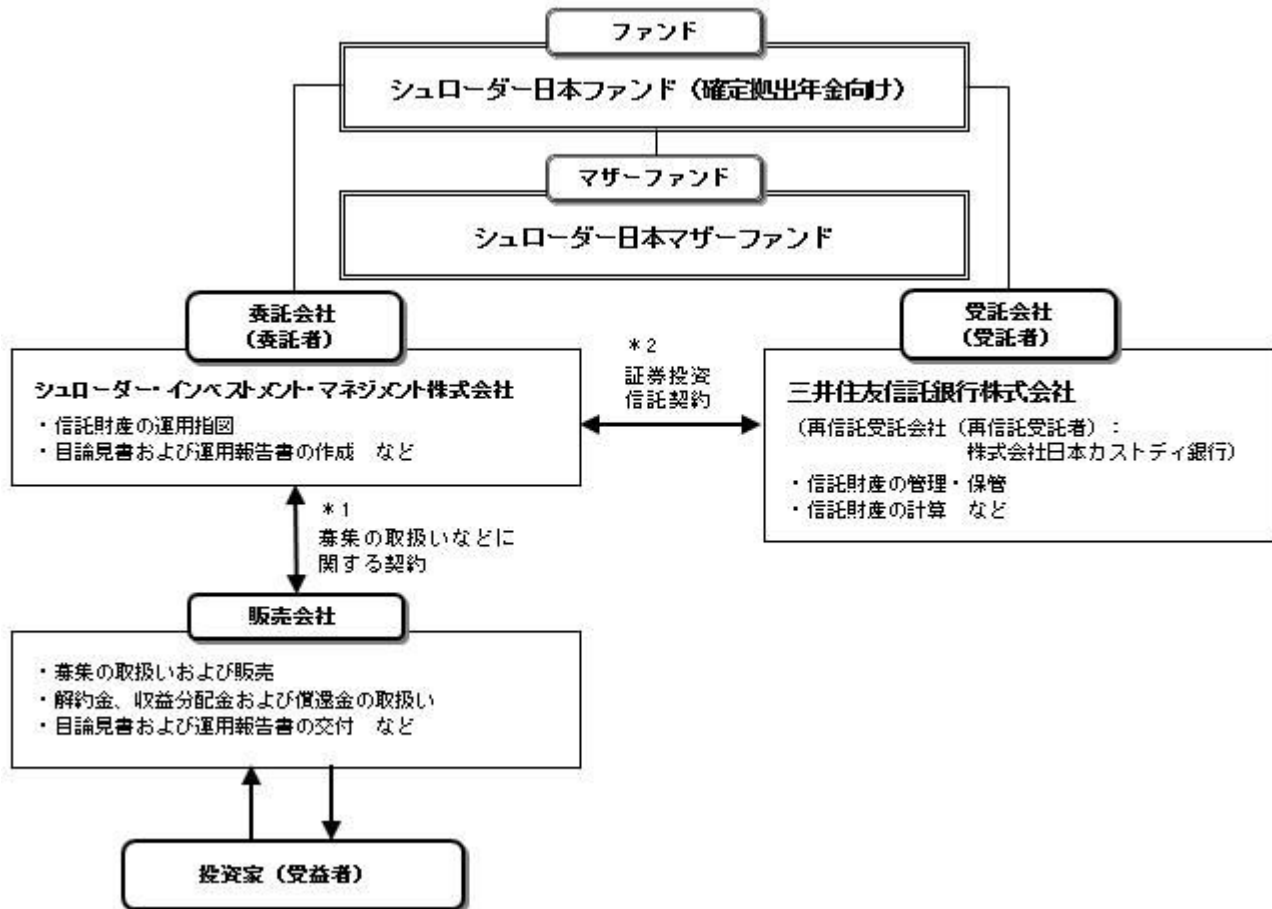 ファンド
シュローダー日本ファンド（確定拠出年金向け）
マザーファンド
シュローダー日本マザーファンド
委託会社
（委託者）
シュローダー・インベストメント・マネジメント株式会社
・信託財産の運用指図
・目論見書および運用報告書の作成　など
＊2
証券投資
信託契約
受託会社
（受託者）
三井住友信託銀行株式会社
（再信託受託会社（再信託受託者）：
株式会社日本カストディ銀行）
・信託財産の管理・保管
・信託財産の計算　など
＊1
募集の取扱いなどに
関する契約
販売会社
・募集の取扱いおよび販売
・解約金、収益分配金および償還金の取扱い
・目論見書および運用報告書の交付　など
投資家（受益者）